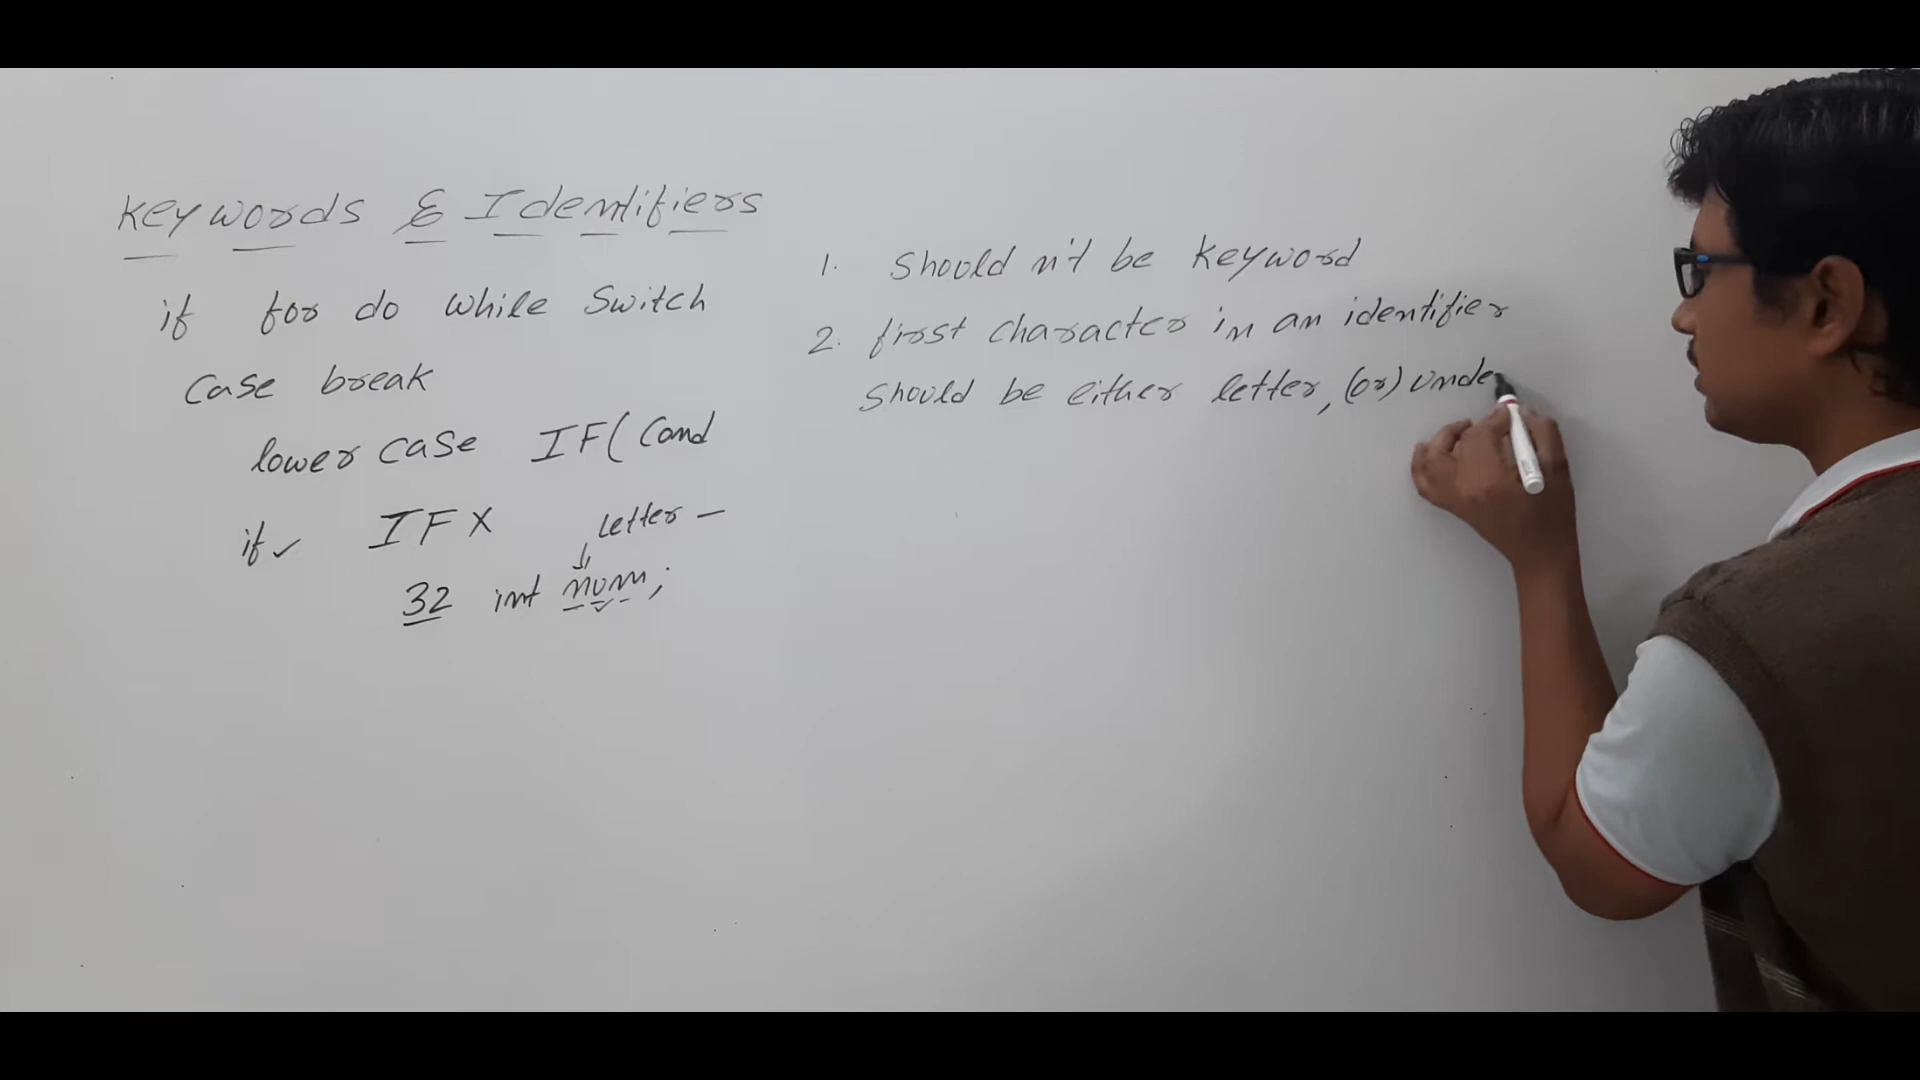 Keywords & Identifiers
if for do while switch
case break
lower case IF( Cond
if ✓ IF X letter –
32 int num;
1. Should n't be keyword
2. first character in an identifier
should be either letter, (or) unde